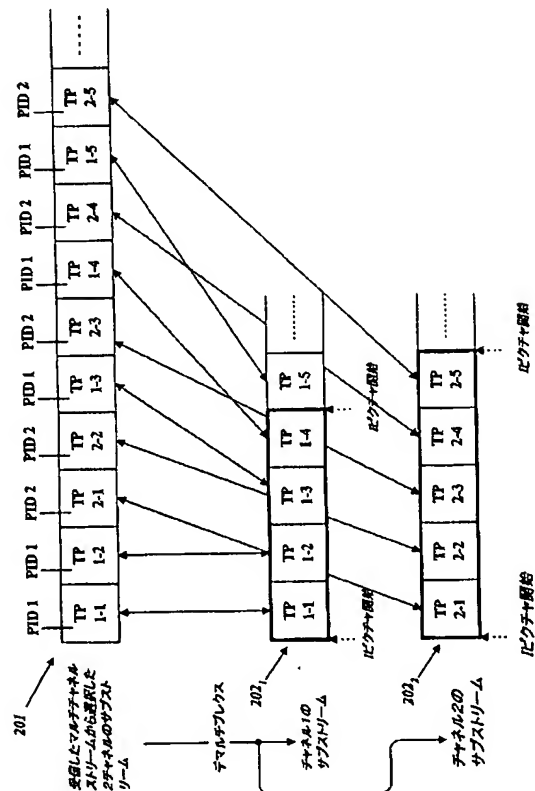 PID 1
PID 1
PID 2
PID 2
PID 1
PID 2
PID 1
PID 2
PID 1
PID 2
TP 1-1
TP 1-2
TP 2-1
TP 2-2
TP 1-3
TP 2-3
TP 1-4
TP 2-4
TP 1-5
TP 2-5
........
201
受信したマルチチャネル
ストリームから選択した
2チャネルのサブスト
リーム
デマルチプレクス
チャネル1の
サブストリーム
202₁
TP 1-1
TP 1-2
TP 1-3
TP 1-4
TP 1-5
........
Iピクチャ開始
Iピクチャ開始
チャネル2の
サブストリーム
TP 2-1
TP 2-2
TP 2-3
TP 2-4
TP 2-5
........
Iピクチャ開始
Iピクチャ開始